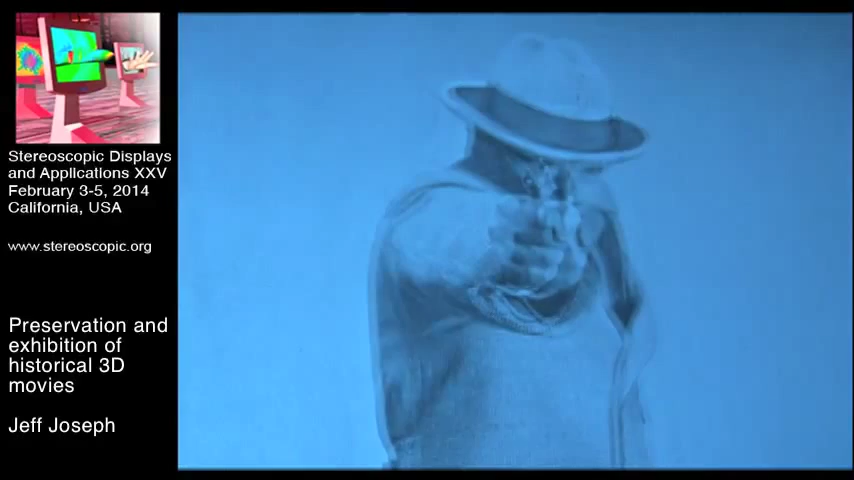 Stereoscopic Displays
and Applications XXV
February 3-5, 2014
California, USA
www.stereoscopic.org
Preservation and
exhibition of
historical 3D
movies
Jeff Joseph